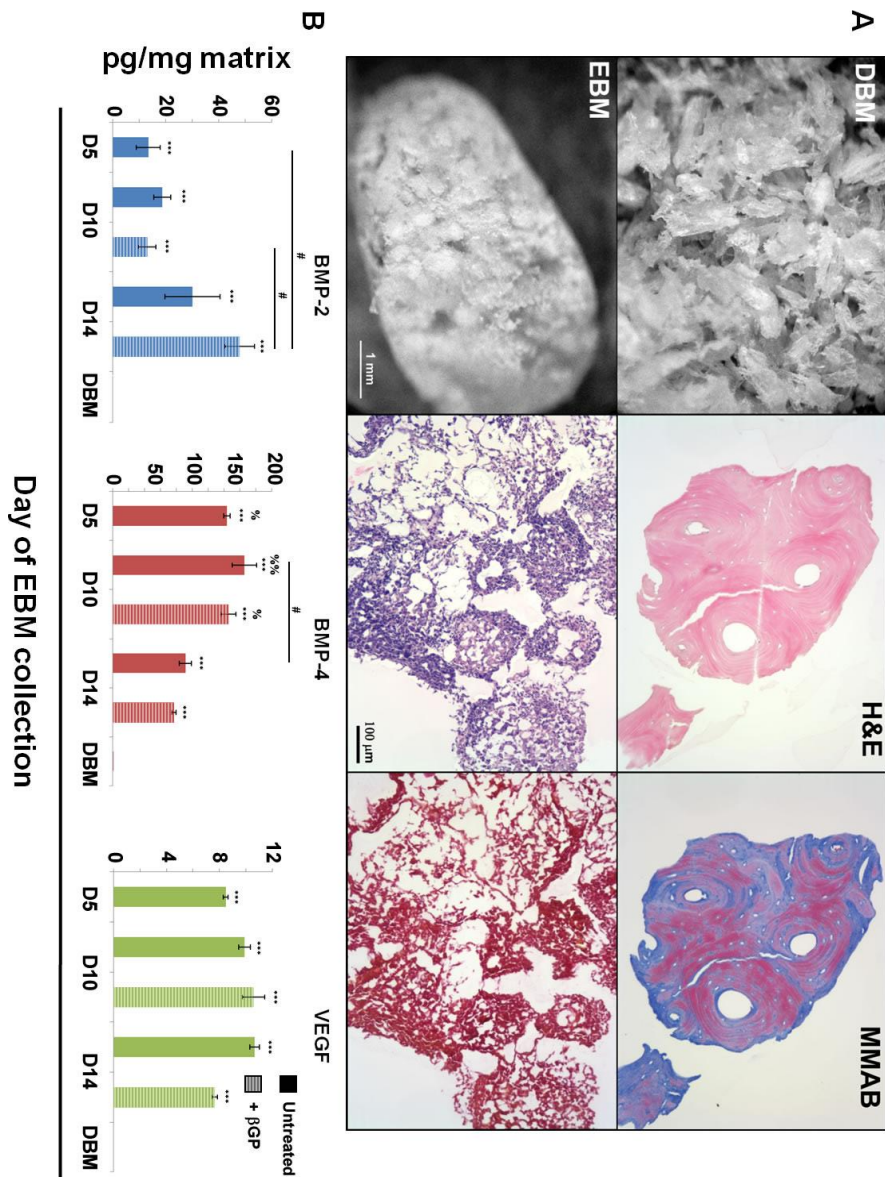 A
DBM
H&E
MMAB
EBM
1 mm
100 µm
B
BMP-2
BMP-4
VEGF
Untreated
+ βGP
pg/mg matrix
60
40
20
0
#
#
***
***
***
***
***
D5
D10
D14
DBM
200
150
100
50
0
#
%
***
%%
***
%
***
***
***
D5
D10
D14
DBM
12
8
4
0
***
***
***
***
***
D5
D10
D14
DBM
Day of EBM collection